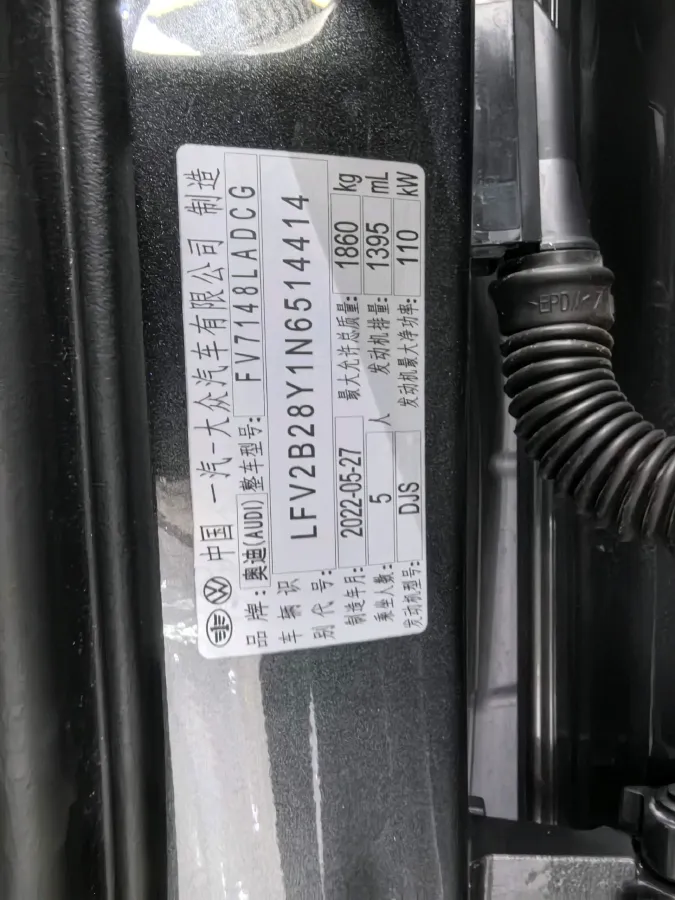 中国 一汽-大众汽车有限公司 制造
品牌: 奥迪(AUDI) 整车型号: FV7148LADCG
车辆识别代号: LFV2B28Y1N6514414
制造年月: 2022-05-27 最大允许总质量: 1860 kg
乘坐人数: 5 人 发动机排量: 1395 mL
发动机型号: DJS 发动机最大净功率: 110 kW